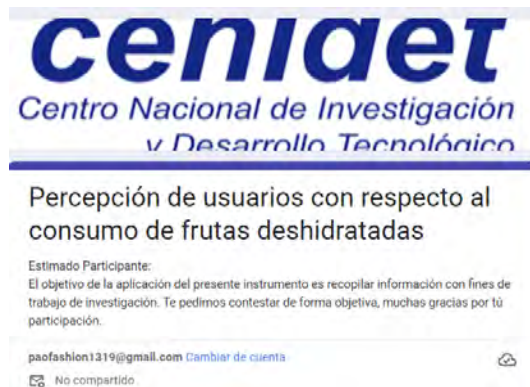 cenidet
Centro Nacional de Investigación
y Desarrollo Tecnológico
Percepción de usuarios con respecto al
consumo de frutas deshidratadas
Estimado Participante:
El objetivo de la aplicación del presente instrumento es recopilar información con fines de
trabajo de investigación. Te pedimos contestar de forma objetiva, muchas gracias por tú
participación.
paofashion1319@gmail.com Cambiar de cuenta
No compartido